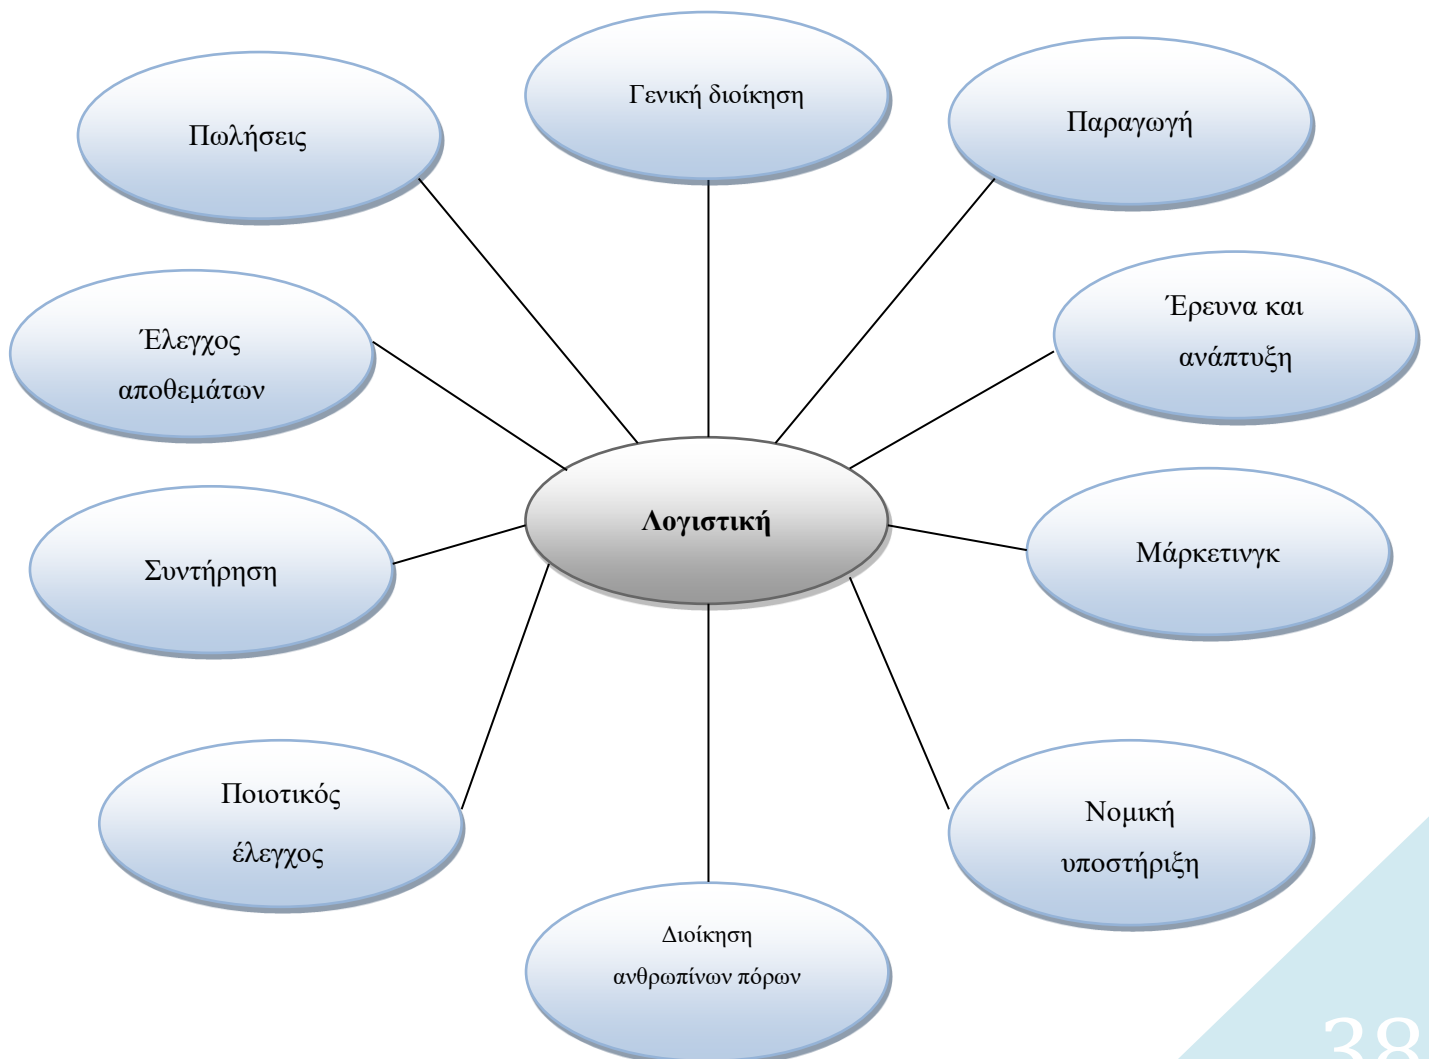 Γενική διοίκηση
Πωλήσεις
Παραγωγή
Έρευνα και
ανάπτυξη
Έλεγχος
αποθεμάτων
Λογιστική
Μάρκετινγκ
Συντήρηση
Ποιοτικός
έλεγχος
Νομική
υποστήριξη
Διοίκηση
ανθρωπίνων πόρων
38